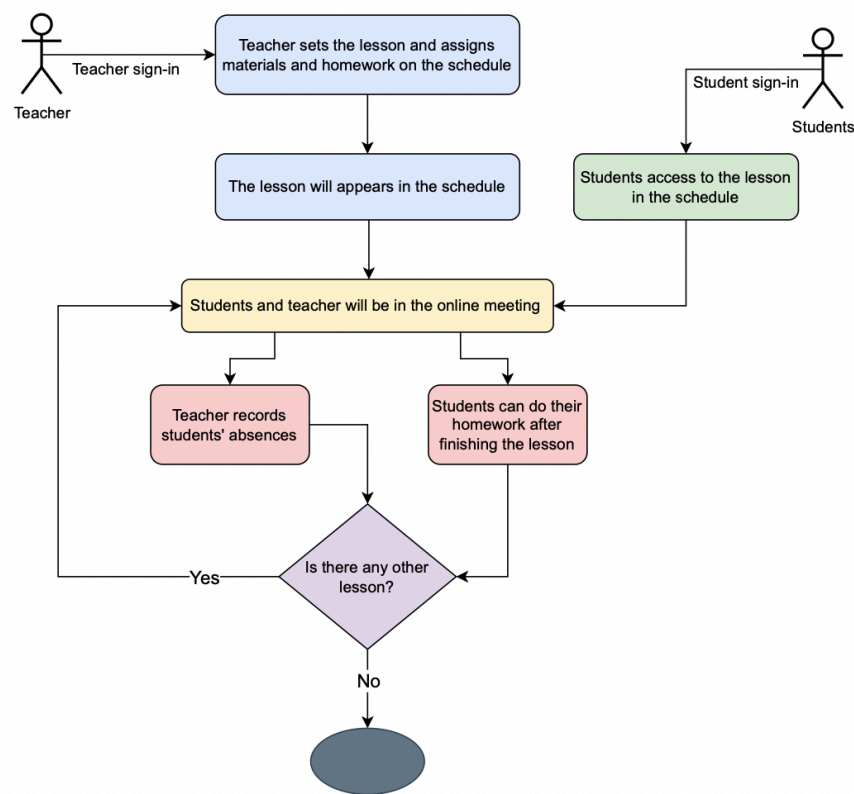 Teacher sets the lesson and assigns
materials and homework on the schedule
Teacher sign-in
Teacher
Student sign-in
Students
The lesson will appears in the schedule
Students access to the lesson
in the schedule
Students and teacher will be in the online meeting
Teacher records
students' absences
Students can do their
homework after
finishing the lesson
Is there any other
lesson?
Yes
No